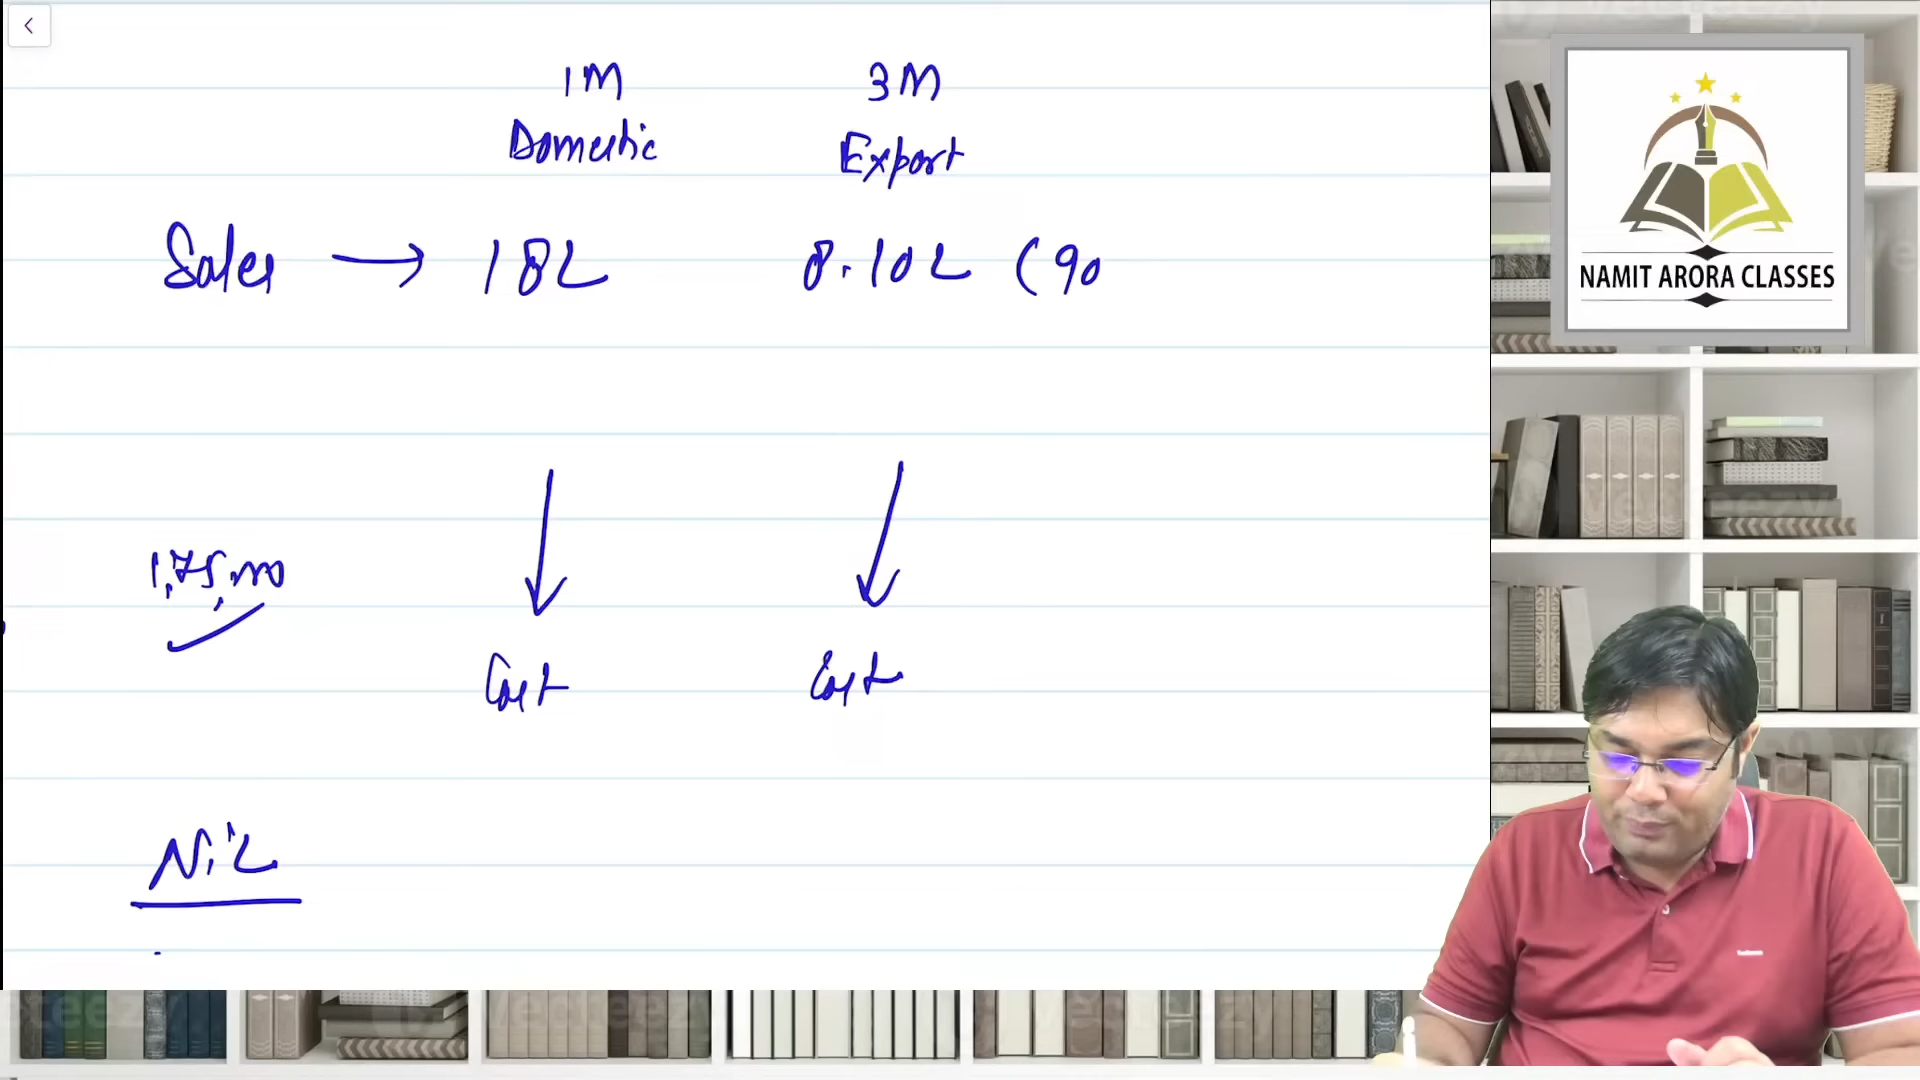 1M 3M
Domestic Export
Sales → 18L 8.10L (90
1,75,000
Cost Cost
Nil
NAMIT ARORA CLASSES